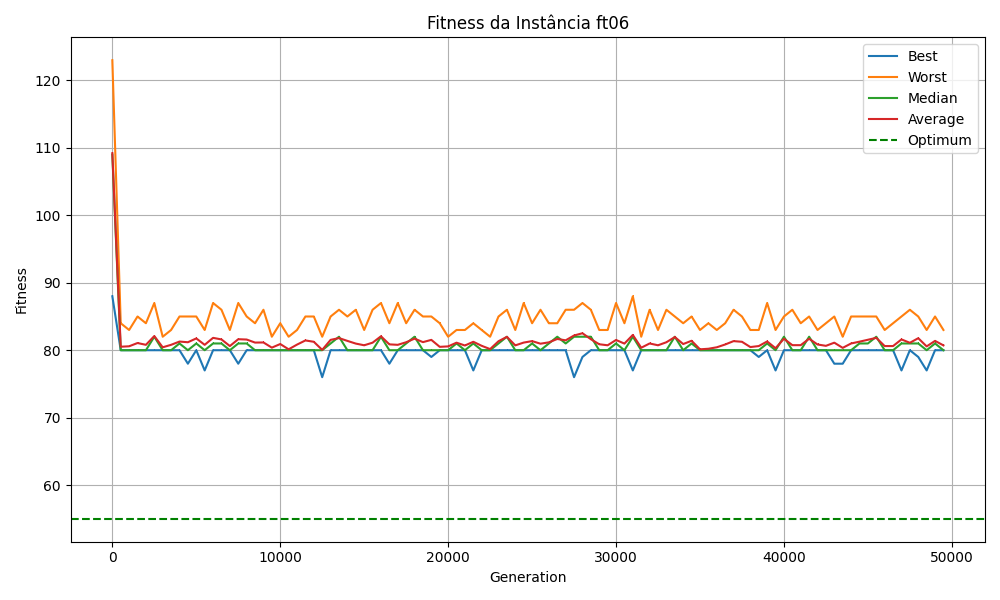 Fitness da Instância ft06
Best
Worst
Median
Average
Optimum
120
110
100
90
80
70
60
Fitness
0 10000 20000 30000 40000 50000
Generation